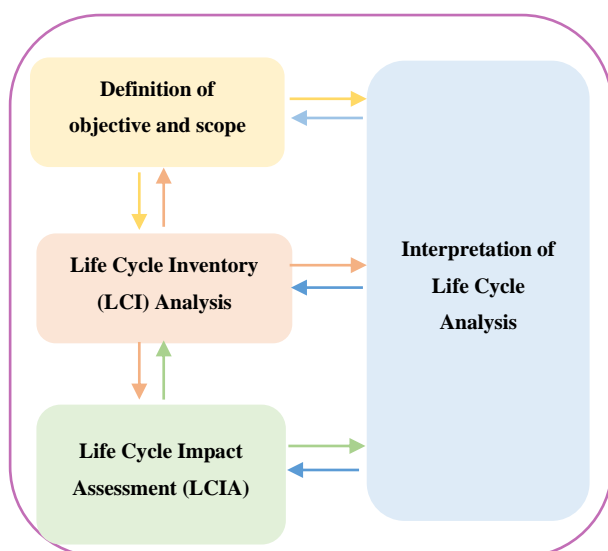 Definition of
objective and scope
Life Cycle Inventory
(LCI) Analysis
Life Cycle Impact
Assessment (LCIA)
Interpretation of
Life Cycle
Analysis